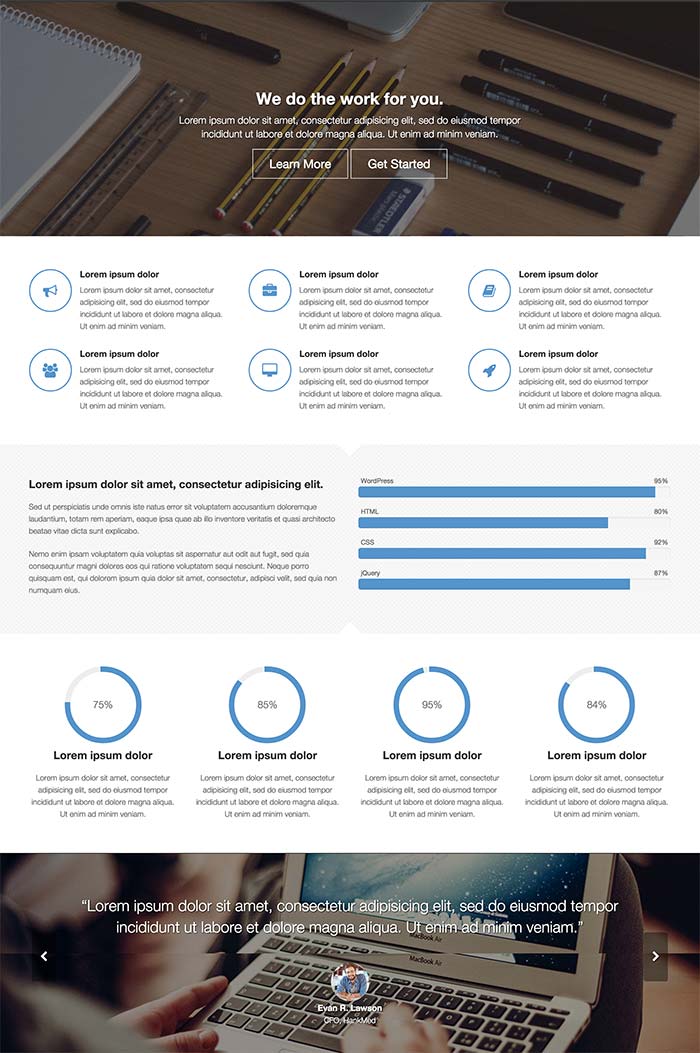 We do the work for you.
Lorem ipsum dolor sit amet, consectetur adipisicing elit, sed do eiusmod tempor
incididunt ut labore et dolore magna aliqua. Ut enim ad minim veniam.
Learn More
Get Started
STAEDTLER
Lorem ipsum dolor
Lorem ipsum dolor sit amet, consectetur
adipisicing elit, sed do eiusmod tempor
incididunt ut labore et dolore magna aliqua.
Ut enim ad minim veniam.
Lorem ipsum dolor
Lorem ipsum dolor sit amet, consectetur
adipisicing elit, sed do eiusmod tempor
incididunt ut labore et dolore magna aliqua.
Ut enim ad minim veniam.
Lorem ipsum dolor
Lorem ipsum dolor sit amet, consectetur
adipisicing elit, sed do eiusmod tempor
incididunt ut labore et dolore magna aliqua.
Ut enim ad minim veniam.
Lorem ipsum dolor
Lorem ipsum dolor sit amet, consectetur
adipisicing elit, sed do eiusmod tempor
incididunt ut labore et dolore magna aliqua.
Ut enim ad minim veniam.
Lorem ipsum dolor
Lorem ipsum dolor sit amet, consectetur
adipisicing elit, sed do eiusmod tempor
incididunt ut labore et dolore magna aliqua.
Ut enim ad minim veniam.
Lorem ipsum dolor
Lorem ipsum dolor sit amet, consectetur
adipisicing elit, sed do eiusmod tempor
incididunt ut labore et dolore magna aliqua.
Ut enim ad minim veniam.
Lorem ipsum dolor sit amet, consectetur adipisicing elit.
Sed ut perspiciatis unde omnis iste natus error sit voluptatem accusantium doloremque
laudantium, totam rem aperiam, eaque ipsa quae ab illo inventore veritatis et quasi architecto
beatae vitae dicta sunt explicabo.
Nemo enim ipsam voluptatem quia voluptas sit aspernatur aut odit aut fugit, sed quia
consequuntur magni dolores eos qui ratione voluptatem sequi nesciunt. Neque porro
quisquam est, qui dolorem ipsum quia dolor sit amet, consectetur, adipisci velit, sed quia non
numquam eius.
WordPress 95%
HTML 80%
CSS 92%
jQuery 87%
75%
Lorem ipsum dolor
Lorem ipsum dolor sit amet, consectetur
adipisicing elit, sed do eiusmod tempor
incididunt ut labore et dolore magna aliqua.
Ut enim ad minim veniam.
85%
Lorem ipsum dolor
Lorem ipsum dolor sit amet, consectetur
adipisicing elit, sed do eiusmod tempor
incididunt ut labore et dolore magna aliqua.
Ut enim ad minim veniam.
95%
Lorem ipsum dolor
Lorem ipsum dolor sit amet, consectetur
adipisicing elit, sed do eiusmod tempor
incididunt ut labore et dolore magna aliqua.
Ut enim ad minim veniam.
84%
Lorem ipsum dolor
Lorem ipsum dolor sit amet, consectetur
adipisicing elit, sed do eiusmod tempor
incididunt ut labore et dolore magna aliqua.
Ut enim ad minim veniam.
“Lorem ipsum dolor sit amet, consectetur adipisicing elit, sed do eiusmod tempor
incididunt ut labore et dolore magna aliqua. Ut enim ad minim veniam.”
MacBook Air
MacBook Air
Evan R. Lawson
CFO, HankMed